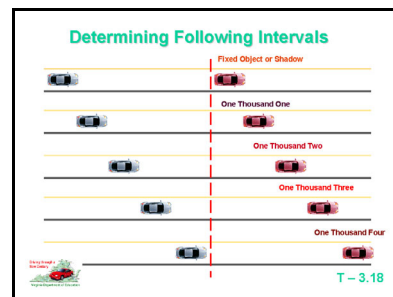 Determining Following Intervals
Fixed Object or Shadow
One Thousand One
One Thousand Two
One Thousand Three
One Thousand Four
T – 3.18